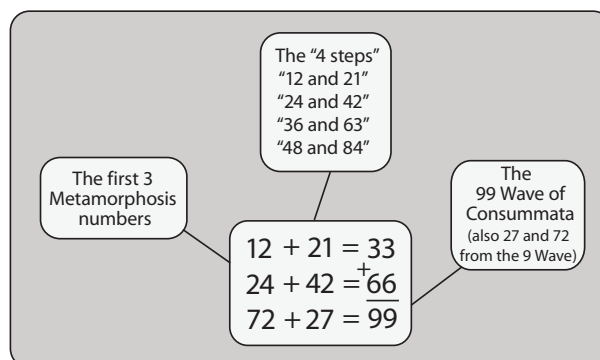 The “4 steps”
“12 and 21”
“24 and 42”
“36 and 63”
“48 and 84”
The first 3
Metamorphosis
numbers
The
99 Wave of
Consummata
(also 27 and 72
from the 9 Wave)
12 + 21 = 33
+
24 + 42 = 66
72 + 27 = 99